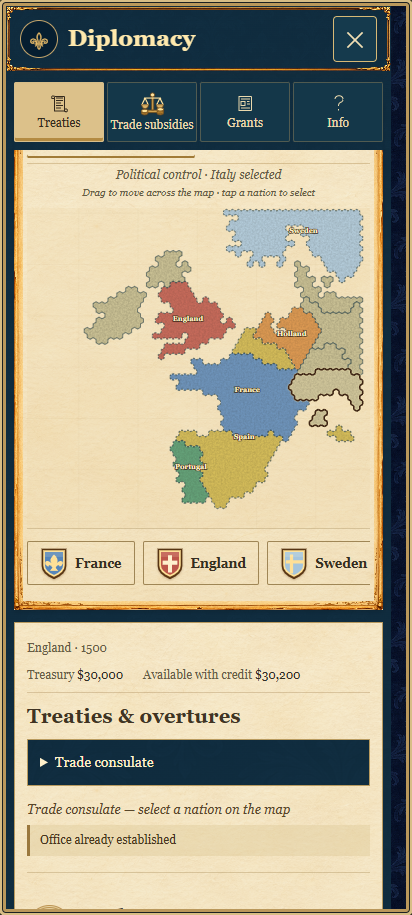 Diplomacy
Treaties
Trade subsidies
Grants
Info
Political control · Italy selected
Drag to move across the map · tap a nation to select
Sweden
England
Holland
France
Spain
Portugal
France
England
Sweden
England · 1500
Treasury $30,000 Available with credit $30,200
Treaties & overtures
Trade consulate
Trade consulate — select a nation on the map
Office already established